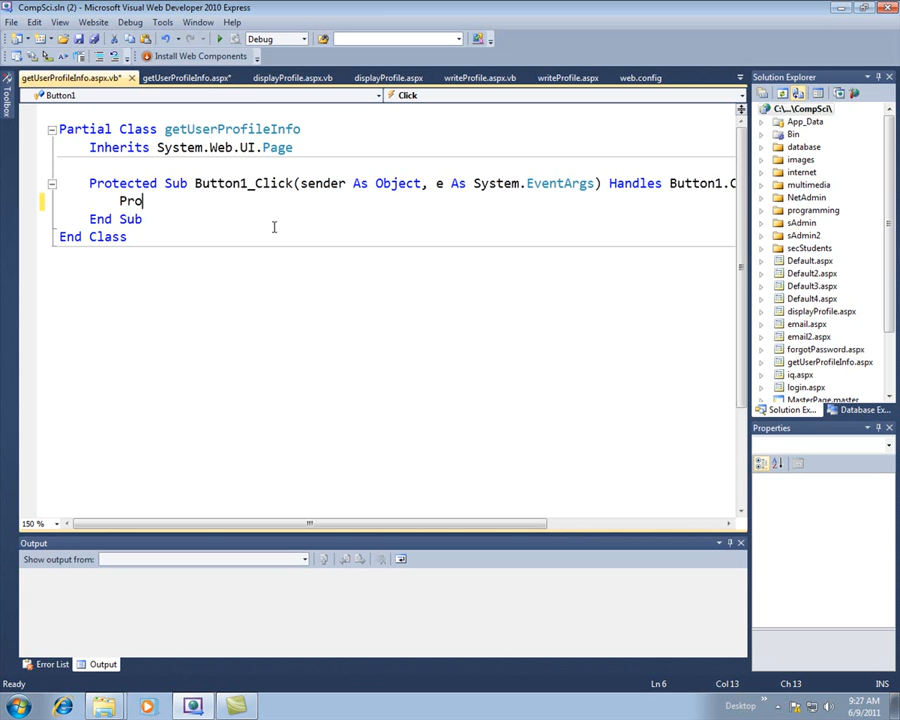 CompSci.sln (2) - Microsoft Visual Web Developer 2010 Express
File Edit View Website Debug Tools Window Help
Debug
Install Web Components
getUserProfileInfo.aspx.vb* getUserProfileInfo.aspx* displayProfile.aspx.vb displayProfile.aspx writeProfile.aspx.vb writeProfile.aspx web.config
Toolbox
Button1 Click
Partial Class getUserProfileInfo
Inherits System.Web.UI.Page
Protected Sub Button1_Click(sender As Object, e As System.EventArgs) Handles Button1.C
Pro
End Sub
End Class
150 %
Solution Explorer
C:\...\CompSci\
App_Data
Bin
database
images
internet
multimedia
NetAdmin
programming
sAdmin
sAdmin2
secStudents
Default.aspx
Default2.aspx
Default3.aspx
Default4.aspx
displayProfile.aspx
email.aspx
email2.aspx
forgotPassword.aspx
getUserProfileInfo.aspx
iq.aspx
login.aspx
MasterPage.master
Solution Ex... Database Ex...
Properties
Output
Show output from:
Error List Output
Ready Ln 6 Col 13 Ch 13 INS
Desktop
9:27 AM
6/9/2011